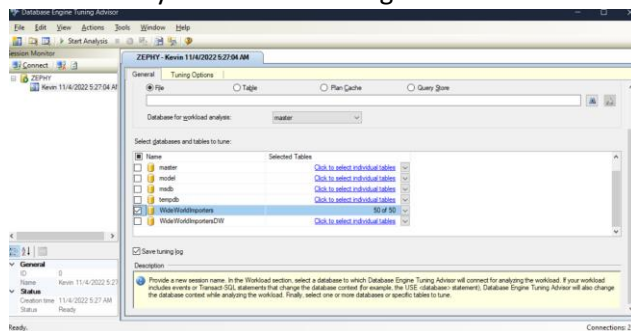 Database Engine Tuning Advisor
File Edit View Actions Tools Window Help
Start Analysis
Session Monitor
Connect
ZEPHY
Kevin 11/4/2022 5:27:04 AM
ZEPHY - Kevin 11/4/2022 5:27:04 AM
General Tuning Options
File Table Plan Cache Query Store
Database for workload analysis: master
Select databases and tables to tune:
Name Selected Tables
master Click to select individual tables
model Click to select individual tables
msdb Click to select individual tables
tempdb Click to select individual tables
WideWorldImporters 50 of 50
WideWorldImportersDW Click to select individual tables
Save tuning log
Description
Provide a new session name. In the Workload section, select a database to which Database Engine Tuning Advisor will connect for analyzing the workload. If your workload
includes events or Transact-SQL statements that change the database context (for example, the USE <database> statement), Database Engine Tuning Advisor will also change
the database context while analyzing the workload. Finally, select one or more databases or specific tables to tune.
General
ID 0
Name Kevin 11/4/2022 5:27
Status
Creation time 11/4/2022 5:27 AM
Status Ready
Ready.
Connections: 2